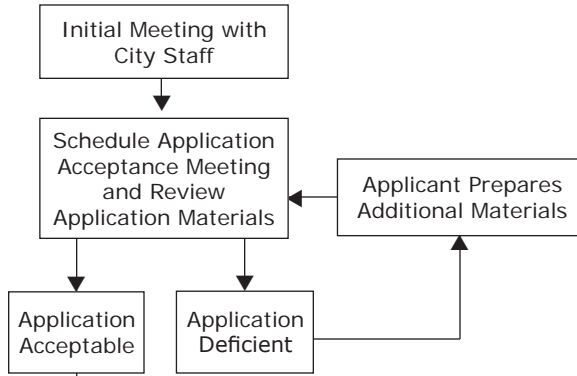 Initial Meeting with
City Staff
Schedule Application
Acceptance Meeting
and Review
Application Materials
Applicant Prepares
Additional Materials
Application
Acceptable
Application
Deficient